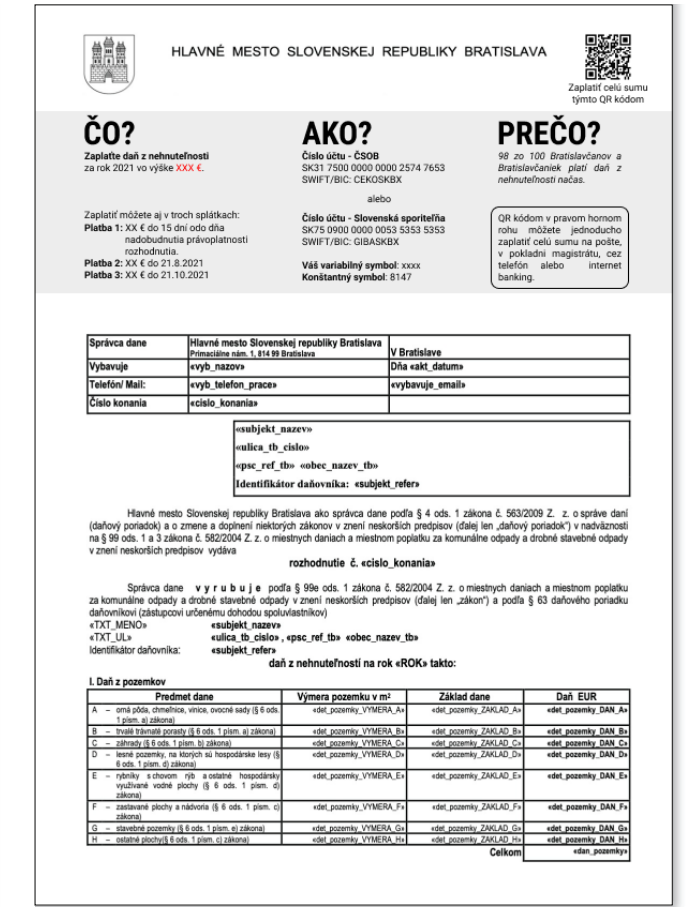 HLAVNÉ MESTO SLOVENSKEJ REPUBLIKY BRATISLAVA
Zaplatiť celú sumu
týmto QR kódom
ČO?
Zaplaťte daň z nehnuteľnosti
za rok 2021 vo výške XXX €.
Zaplatiť môžete aj v troch splátkach:
Platba 1: XX € do 15 dní odo dňa
nadobudnutia právoplatnosti
rozhodnutia.
Platba 2: XX € do 21.8.2021
Platba 3: XX € do 21.10.2021
AKO?
Číslo účtu - ČSOB
SK31 7500 0000 0000 2574 7653
SWIFT/BIC: CEKOSKBX
alebo
Číslo účtu - Slovenská sporiteľňa
SK75 0900 0000 0053 5353 5353
SWIFT/BIC: GIBASKBX
Váš variabilný symbol: xxxx
Konštantný symbol: 8147
PREČO?
98 zo 100 Bratislavčanov a
Bratislavčaniek platí daň z
nehnuteľnosti načas.
QR kódom v pravom hornom
rohu môžete jednoducho
zaplatiť celú sumu na pošte,
v pokladni magistrátu, cez
telefón alebo internet
banking.
Správca dane Hlavné mesto Slovenskej republiky Bratislava
Primaciálne nám. 1, 814 99 Bratislava V Bratislave
Vybavuje «vyb_nazov» Dňa «akt_datum»
Telefón/ Mail: «vyb_telefon_prace» «vybavuje_email»
Číslo konania «cislo_konania»
«subjekt_nazev»
«ulica_tb_cislo»
«psc_ref_tb» «obec_nazev_tb»
Identifikátor daňovníka: «subjekt_refer»
Hlavné mesto Slovenskej republiky Bratislava ako správca dane podľa § 4 ods. 1 zákona č. 563/2009 Z. z. o správe daní
(daňový poriadok) a o zmene a doplnení niektorých zákonov v znení neskorších predpisov (ďalej len „daňový poriadok“) v nadväznosti
na § 99 ods. 1 a 3 zákona č. 582/2004 Z. z. o miestnych daniach a miestnom poplatku za komunálne odpady a drobné stavebné odpady
v znení neskorších predpisov vydáva
rozhodnutie č. «cislo_konania»
Správca dane v y r u b u j e podľa § 99e ods. 1 zákona č. 582/2004 Z. z. o miestnych daniach a miestnom poplatku
za komunálne odpady a drobné stavebné odpady v znení neskorších predpisov (ďalej len „zákon“) a podľa § 63 daňového poriadku
daňovníkovi (zástupcovi určenému dohodou spoluvlastníkov)
«TXT_MENO» «subjekt_nazev»
«TXT_UL» «ulica_tb_cislo» , «psc_ref_tb» «obec_nazev_tb»
Identifikátor daňovníka: «subjekt_refer»
daň z nehnuteľností na rok «ROK» takto:
I. Daň z pozemkov
Predmet dane Výmera pozemku v m² Základ dane Daň EUR
A – orná pôda, chmeľnice, vinice, ovocné sady (§ 6 ods. «det_pozemky_VYMERA_A» «det_pozemky_ZAKLAD_A» «det_pozemky_DAN_A»
1 písm. a) zákona)
B – trvalé trávnaté porasty (§ 6 ods. 1 písm. a) zákona) «det_pozemky_VYMERA_B» «det_pozemky_ZAKLAD_B» «det_pozemky_DAN_B»
C – záhrady (§ 6 ods. 1 písm. b) zákona) «det_pozemky_VYMERA_C» «det_pozemky_ZAKLAD_C» «det_pozemky_DAN_C»
D – lesné pozemky, na ktorých sú hospodárske lesy (§ «det_pozemky_VYMERA_D» «det_pozemky_ZAKLAD_D» «det_pozemky_DAN_D»
6 ods. 1 písm. d) zákona)
E – rybníky s chovom rýb a ostatné hospodársky «det_pozemky_VYMERA_E» «det_pozemky_ZAKLAD_E» «det_pozemky_DAN_E»
využívané vodné plochy (§ 6 ods. 1 písm. d)
zákona)
F – zastavané plochy a nádvoria (§ 6 ods. 1 písm. c) «det_pozemky_VYMERA_F» «det_pozemky_ZAKLAD_F» «det_pozemky_DAN_F»
zákona)
G – stavebné pozemky (§ 6 ods. 1 písm. e) zákona) «det_pozemky_VYMERA_G» «det_pozemky_ZAKLAD_G» «det_pozemky_DAN_G»
H – ostatné plochy(§ 6 ods. 1 písm. c) zákona) «det_pozemky_VYMERA_H» «det_pozemky_ZAKLAD_H» «det_pozemky_DAN_H»
Celkom «dan_pozemky»